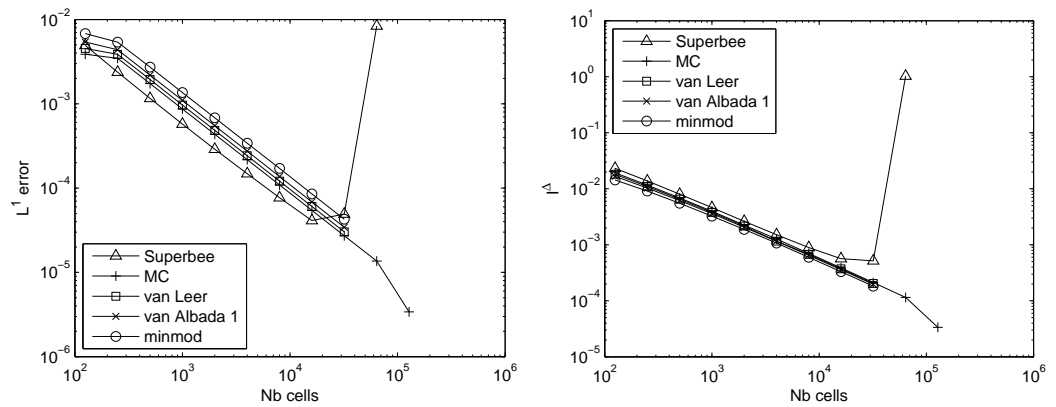 10^-2
10^-3
10^-4
10^-5
10^-6
L^1 error
Superbee
MC
van Leer
van Albada 1
minmod
10^2
10^3
10^4
10^5
10^6
Nb cells
10^1
10^0
10^-1
10^-2
10^-3
10^-4
10^-5
I^Δ
Superbee
MC
van Leer
van Albada 1
minmod
10^2
10^3
10^4
10^5
10^6
Nb cells